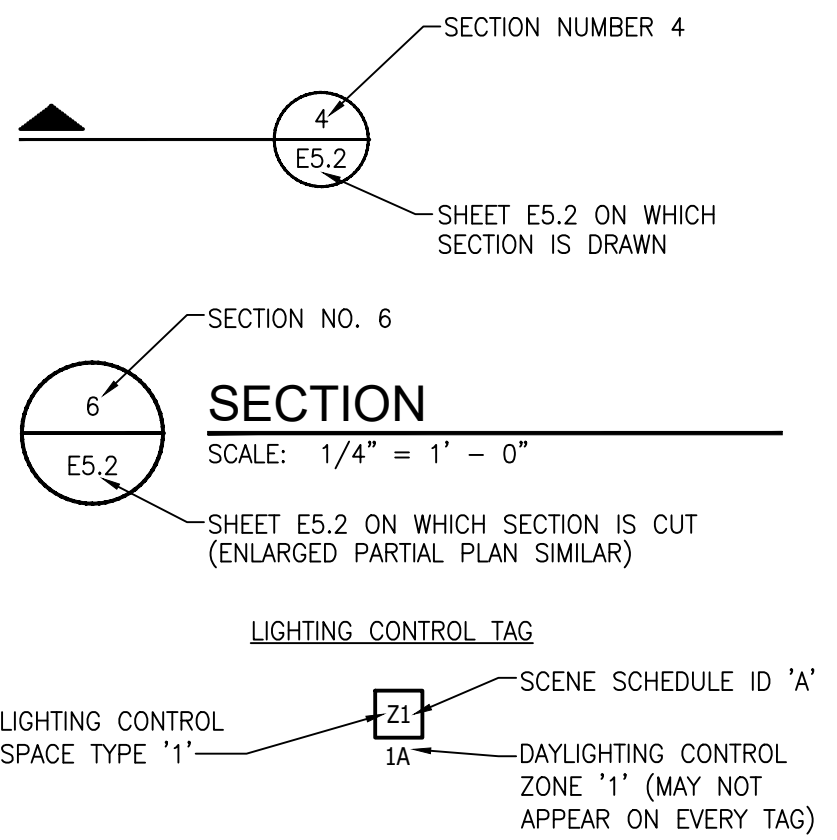 SECTION NUMBER 4
4
E5.2
SHEET E5.2 ON WHICH
SECTION IS DRAWN
SECTION NO. 6
6
E5.2
SECTION
SCALE: 1/4" = 1' - 0"
SHEET E5.2 ON WHICH SECTION IS CUT
(ENLARGED PARTIAL PLAN SIMILAR)
LIGHTING CONTROL TAG
LIGHTING CONTROL
SPACE TYPE '1'
Z1
1A
SCENE SCHEDULE ID 'A'
DAYLIGHTING CONTROL
ZONE '1' (MAY NOT
APPEAR ON EVERY TAG)